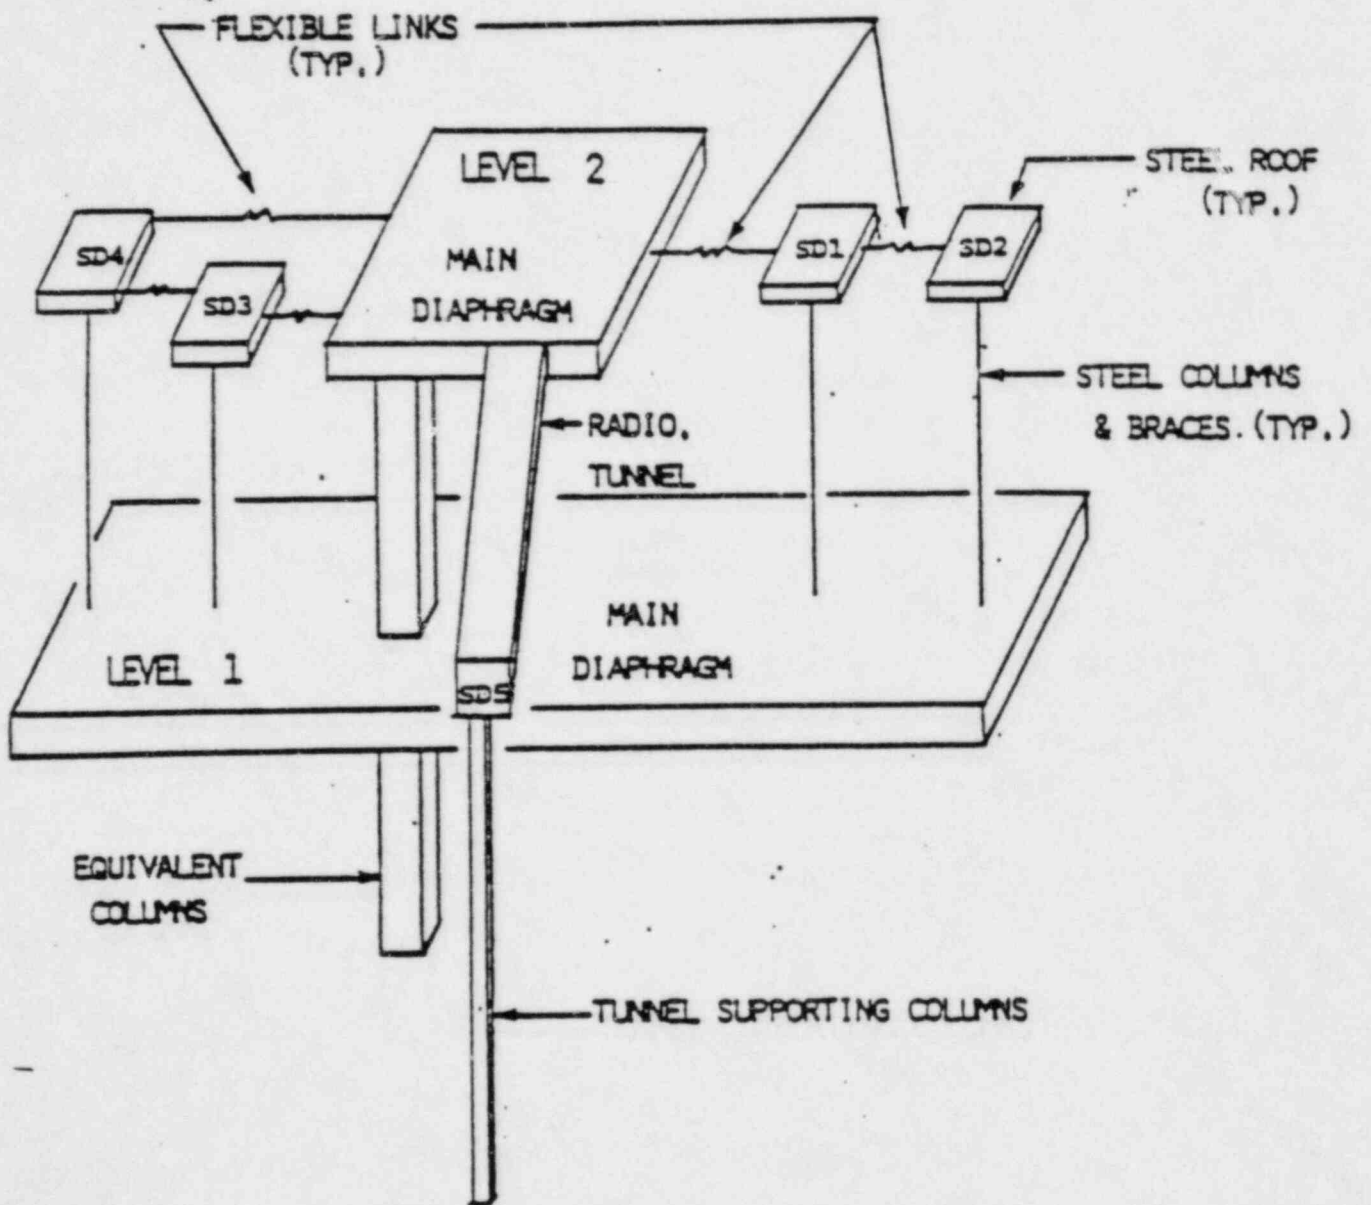 FLEXIBLE LINKS
(TYP.)
LEVEL 2
STEEL ROOF
(TYP.)
SD4
SD3
MAIN
DIAPHRAGM
SD1
SD2
STEEL COLUMNS
& BRACES. (TYP.)
RADIO.
TUNNEL
MAIN
DIAPHRAGM
LEVEL 1
SD5
EQUIVALENT
COLUMNS
TUNNEL SUPPORTING COLUMNS